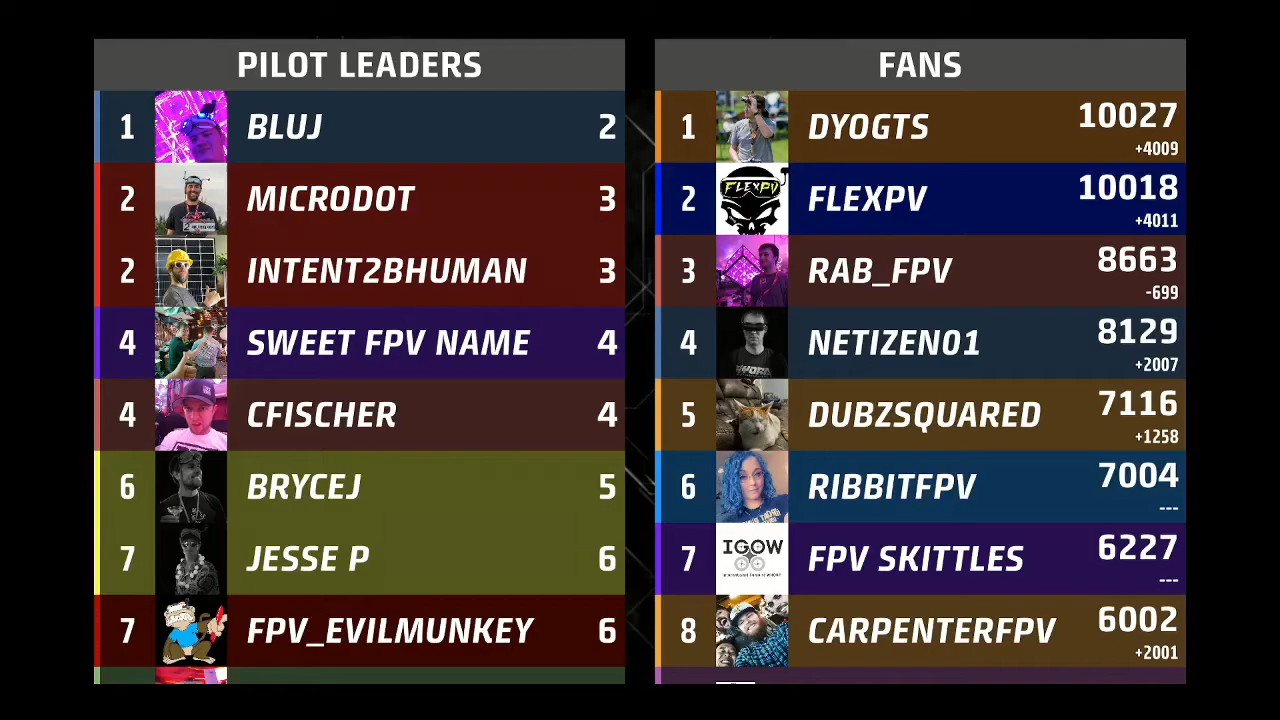 PILOT LEADERS
1 BLUJ 2
2 MICRODOT 3
2 INTENT2BHUMAN 3
4 SWEET FPV NAME 4
4 CFISCHER 4
6 BRYCEJ 5
7 JESSE P 6
7 FPV_EVILMUNKEY 6
FANS
1 DYOGTS 10027
+4009
2 FLEXPV FLEXPV 10018
+4011
3 RAB_FPV 8663
-699
4 NETIZEN01 8129
+2007
5 DUBZSQUARED 7116
+1258
6 RIBBITFPV 7004
---
7 IGOW FPV SKITTLES 6227
---
8 CARPENTERFPV 6002
+2001